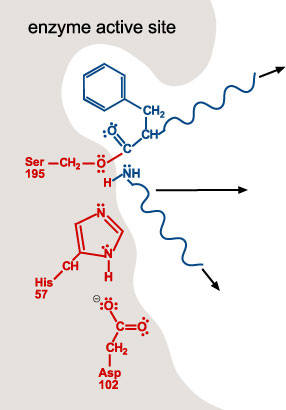 enzyme active site
CH₂
O
C
CH
Ser
195
CH₂
O
H
NH
N
N
CH
H
His
57
⊖
O
C
O
CH₂
Asp
102